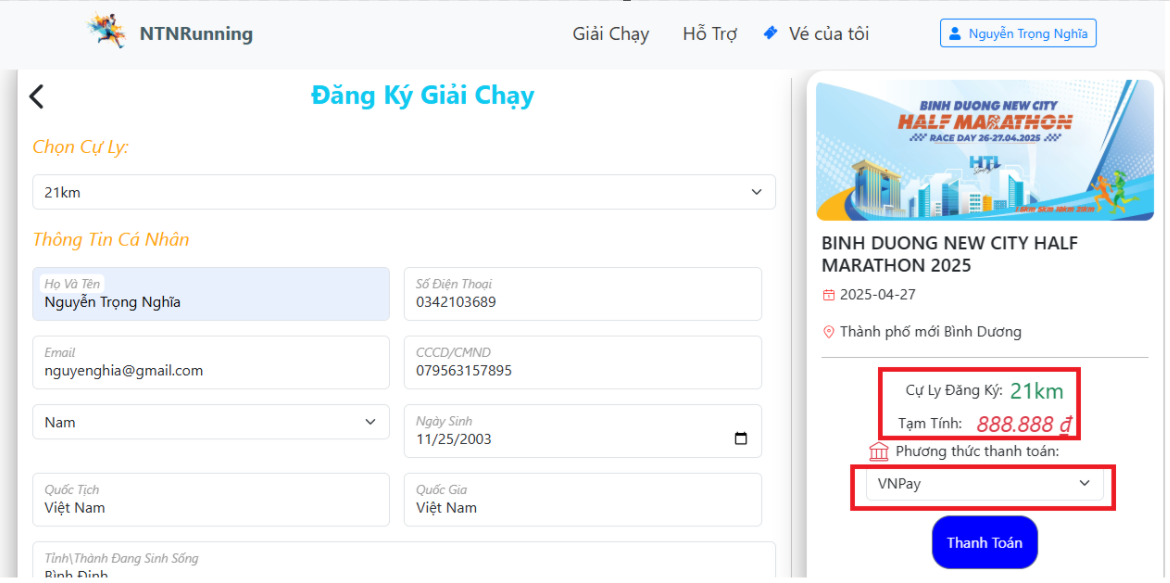 NTNRunning
Giải Chạy
Hỗ Trợ
Vé của tôi
Nguyễn Trọng Nghĩa
Đăng Ký Giải Chạy
Chọn Cự Ly:
21km
Thông Tin Cá Nhân
Họ Và Tên
Nguyễn Trọng Nghĩa
Số Điện Thoại
0342103689
Email
nguyenghia@gmail.com
CCCD/CMND
079563157895
Nam
Ngày Sinh
11/25/2003
Quốc Tịch
Việt Nam
Quốc Gia
Việt Nam
Tỉnh\Thành Đang Sinh Sống
Bình Định
BINH DUONG NEW CITY
HALF MARATHON
RACE DAY 26-27.04.2025
BINH DUONG NEW CITY HALF
MARATHON 2025
2025-04-27
Thành phố mới Bình Dương
Cự Ly Đăng Ký: 21km
Tạm Tính: 888.888 ₫
Phương thức thanh toán:
VNPay
Thanh Toán